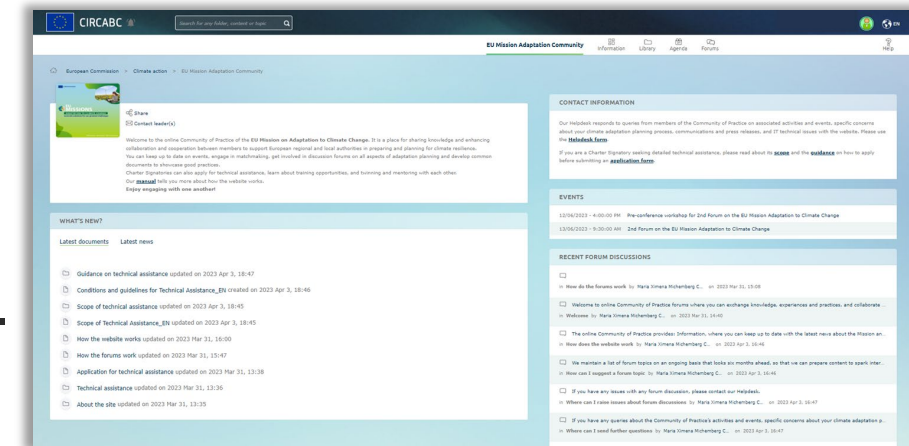 CIRCABC
Search for any folder, content or topic
EN
EU Mission Adaptation Community
Information
Library
Agenda
Forums
Help
European Commission > Climate action > EU Mission Adaptation Community
MISSIONS
Share
Contact leader(s)
Welcome to the online Community of Practice of the EU Mission on Adaptation to Climate Change. It is a place for sharing knowledge and enhancing
collaboration and cooperation between members to support European regional and local authorities in preparing and planning for climate resilience.
You can keep up to date on events, engage in matchmaking, get involved in discussion forums on all aspects of adaptation planning and develop common
documents to showcase good practices.
Charter Signatories can also apply for technical assistance, learn about training opportunities, and twinning and mentoring with each other.
Our manual tells you more about how the website works.
Enjoy engaging with one another!
WHAT'S NEW?
Latest documents
Latest news
Guidance on technical assistance updated on 2023 Apr 3, 18:47
Conditions and guidelines for Technical Assistance_EN created on 2023 Apr 3, 18:46
Scope of technical assistance updated on 2023 Apr 3, 18:45
Scope of Technical Assistance_EN updated on 2023 Apr 3, 18:45
How the website works updated on 2023 Mar 31, 16:00
How the forums work updated on 2023 Mar 31, 15:47
Application for technical assistance updated on 2023 Mar 31, 13:38
Technical assistance updated on 2023 Mar 31, 13:36
About the site updated on 2023 Mar 31, 13:35
CONTACT INFORMATION
Our Helpdesk responds to queries from members of the Community of Practice on associated activities and events, specific concerns
about your climate adaptation planning process, communications and press releases, and IT technical issues with the website. Please use
the Helpdesk form.
If you are a Charter Signatory seeking detailed technical assistance, please read about its scope and the guidance on how to apply
before submitting an application form.
EVENTS
12/06/2023 - 4:00:00 PM Pre-conference workshop for 2nd Forum on the EU Mission Adaptation to Climate Change
13/06/2023 - 9:00:00 AM 2nd Forum on the EU Mission Adaptation to Climate Change
RECENT FORUM DISCUSSIONS
in How do the forums work by Maria Ximena Michemberg C.. on 2023 Mar 31, 15:08
Welcome to online Community of Practice forums where you can exchange knowledge, experiences and practices, and collaborate ..
in Welcome by Maria Ximena Michemberg C.. on 2023 Mar 31, 14:45
The online Community of Practice provides: Information, where you can keep up to date with the latest news about the Mission an..
in How does the website work by Maria Ximena Michemberg C.. on 2023 Apr 3, 16:46
We maintain a list of forum topics on an ongoing basis that looks six months ahead, so that we can prepare content to spark inter..
in How can I suggest a forum topic by Maria Ximena Michemberg C.. on 2023 Apr 3, 16:46
If you have any issues with any forum discussion, please contact our Helpdesk.
in Where can I raise issues about forum discussions by Maria Ximena Michemberg C.. on 2023 Apr 3, 16:47
If you have any queries about the Community of Practice's activities and events, specific concerns about your climate adaptation p..
in Where can I send further questions by Maria Ximena Michemberg C.. on 2023 Apr 3, 16:47